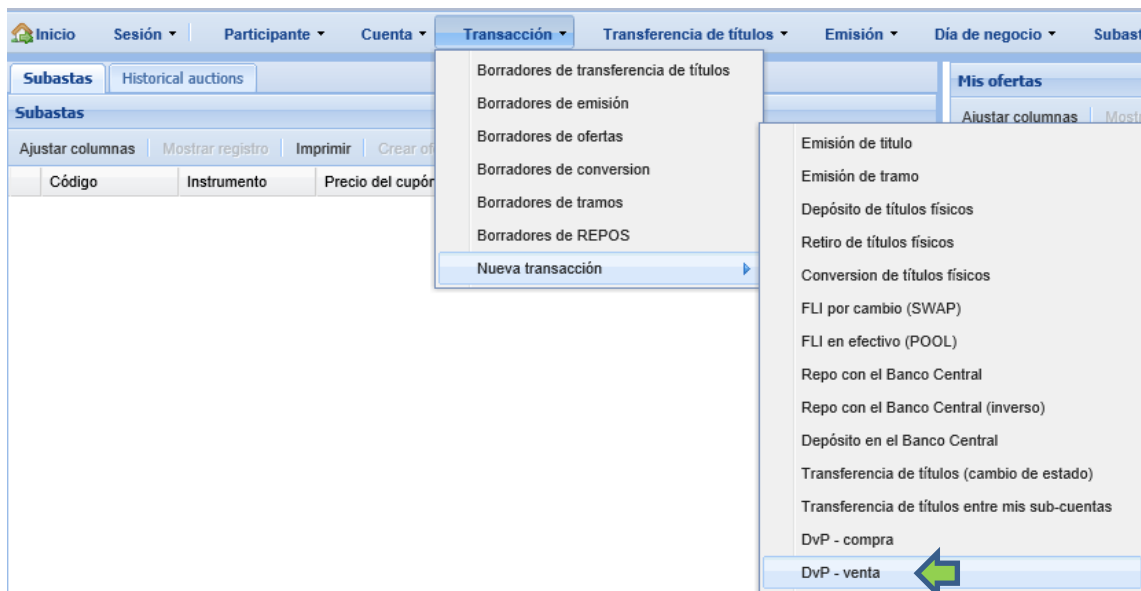 Inicio Sesión Participante Cuenta Transacción Transferencia de títulos Emisión Día de negocio Subast
Subastas Historical auctions
Subastas
Ajustar columnas Mostrar registro Imprimir Crear of
Código Instrumento Precio del cupón
Borradores de transferencia de títulos
Borradores de emisión
Borradores de ofertas
Borradores de conversion
Borradores de tramos
Borradores de REPOS
Nueva transacción
Mis ofertas
Ajustar columnas Mostr
Emisión de titulo
Emisión de tramo
Depósito de títulos físicos
Retiro de títulos físicos
Conversion de títulos físicos
FLI por cambio (SWAP)
FLI en efectivo (POOL)
Repo con el Banco Central
Repo con el Banco Central (inverso)
Depósito en el Banco Central
Transferencia de títulos (cambio de estado)
Transferencia de títulos entre mis sub-cuentas
DvP - compra
DvP - venta